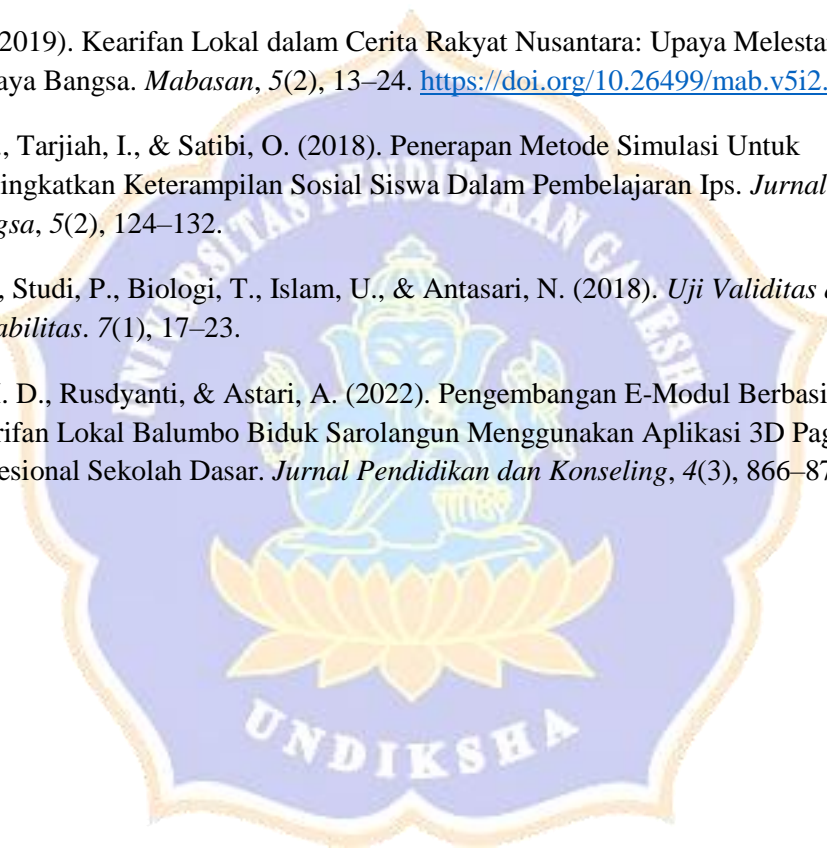 2019). Kearifan Lokal dalam Cerita Rakyat Nusantara: Upaya Melestar
aya Bangsa. Mabasan, 5(2), 13–24. https://doi.org/10.26499/mab.v5i2.
., Tarjiah, I., & Satibi, O. (2018). Penerapan Metode Simulasi Untuk
ingkatkan Keterampilan Sosial Siswa Dalam Pembelajaran Ips. Jurnal
gsa, 5(2), 124–132.
, Studi, P., Biologi, T., Islam, U., & Antasari, N. (2018). Uji Validitas
abilitas. 7(1), 17–23.
. D., Rusdyanti, & Astari, A. (2022). Pengembangan E-Modul Berbasi
rifan Lokal Balumbo Biduk Sarolangun Menggunakan Aplikasi 3D Pag
esional Sekolah Dasar. Jurnal Pendidikan dan Konseling, 4(3), 866–87
UNIVERSITAS PENDIDIKAN GANESHA
UNDIKSHA